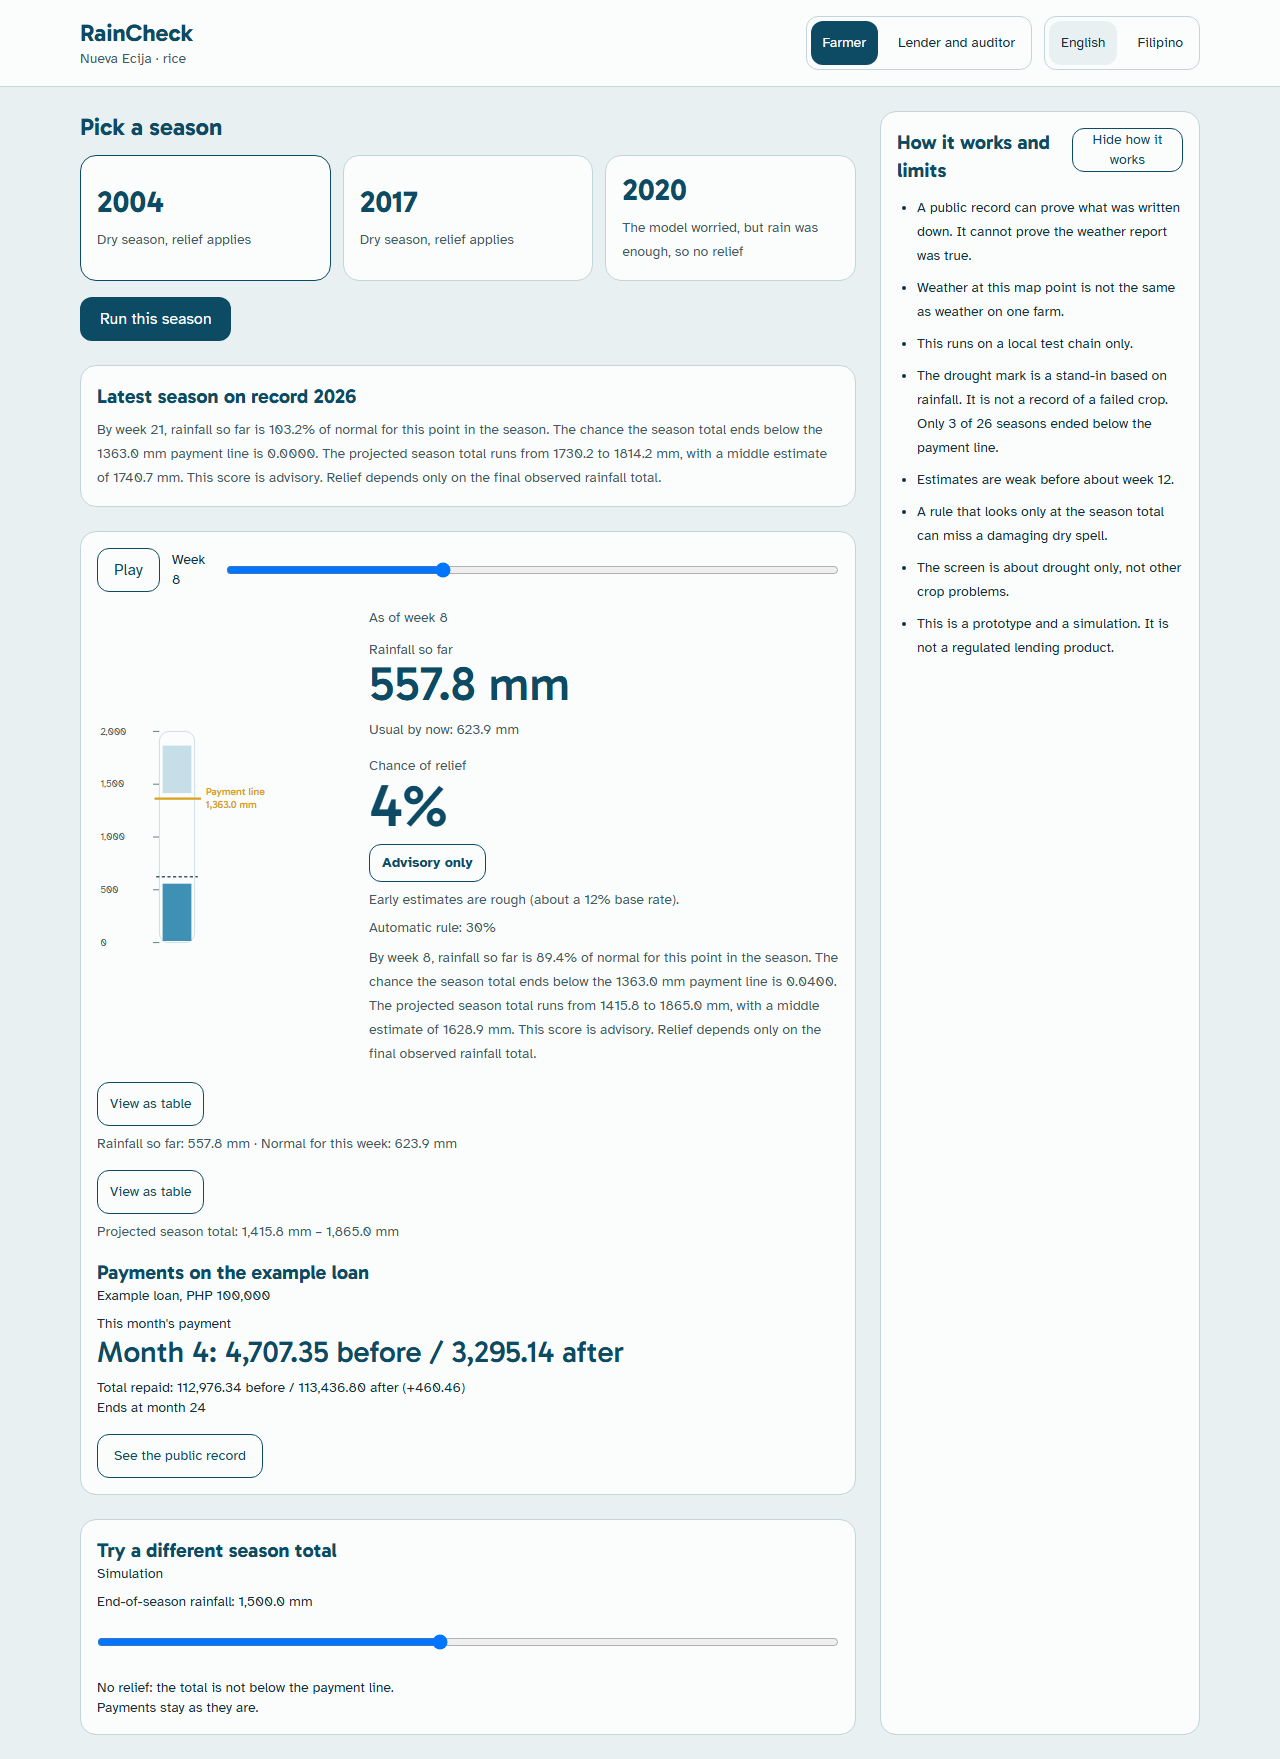 RainCheck
Nueva Ecija · rice
Farmer
Lender and auditor
English
Filipino
Pick a season
2004
Dry season, relief applies
2017
Dry season, relief applies
2020
The model worried, but rain was
enough, so no relief
Run this season
Latest season on record 2026
By week 21, rainfall so far is 103.2% of normal for this point in the season. The chance the season total ends below the
1363.0 mm payment line is 0.0000. The projected season total runs from 1730.2 to 1814.2 mm, with a middle estimate
of 1740.7 mm. This score is advisory. Relief depends only on the final observed rainfall total.
Play
Week
8
As of week 8
Rainfall so far
557.8 mm
Usual by now: 623.9 mm
Chance of relief
4%
Advisory only
Early estimates are rough (about a 12% base rate).
Automatic rule: 30%
By week 8, rainfall so far is 89.4% of normal for this point in the season. The
chance the season total ends below the 1363.0 mm payment line is 0.0400.
The projected season total runs from 1415.8 to 1865.0 mm, with a middle
estimate of 1628.9 mm. This score is advisory. Relief depends only on the
final observed rainfall total.
2,000
1,500
1,000
500
0
Payment line
1,363.0 mm
View as table
Rainfall so far: 557.8 mm · Normal for this week: 623.9 mm
View as table
Projected season total: 1,415.8 mm – 1,865.0 mm
Payments on the example loan
Example loan, PHP 100,000
This month's payment
Month 4: 4,707.35 before / 3,295.14 after
Total repaid: 112,976.34 before / 113,436.80 after (+460.46)
Ends at month 24
See the public record
Try a different season total
Simulation
End-of-season rainfall: 1,500.0 mm
No relief: the total is not below the payment line.
Payments stay as they are.
How it works and
limits
Hide how it
works
▪ A public record can prove what was written
down. It cannot prove the weather report
was true.
▪ Weather at this map point is not the same
as weather on one farm.
▪ This runs on a local test chain only.
▪ The drought mark is a stand-in based on
rainfall. It is not a record of a failed crop.
Only 3 of 26 seasons ended below the
payment line.
▪ Estimates are weak before about week 12.
▪ A rule that looks only at the season total
can miss a damaging dry spell.
▪ The screen is about drought only, not other
crop problems.
▪ This is a prototype and a simulation. It is
not a regulated lending product.